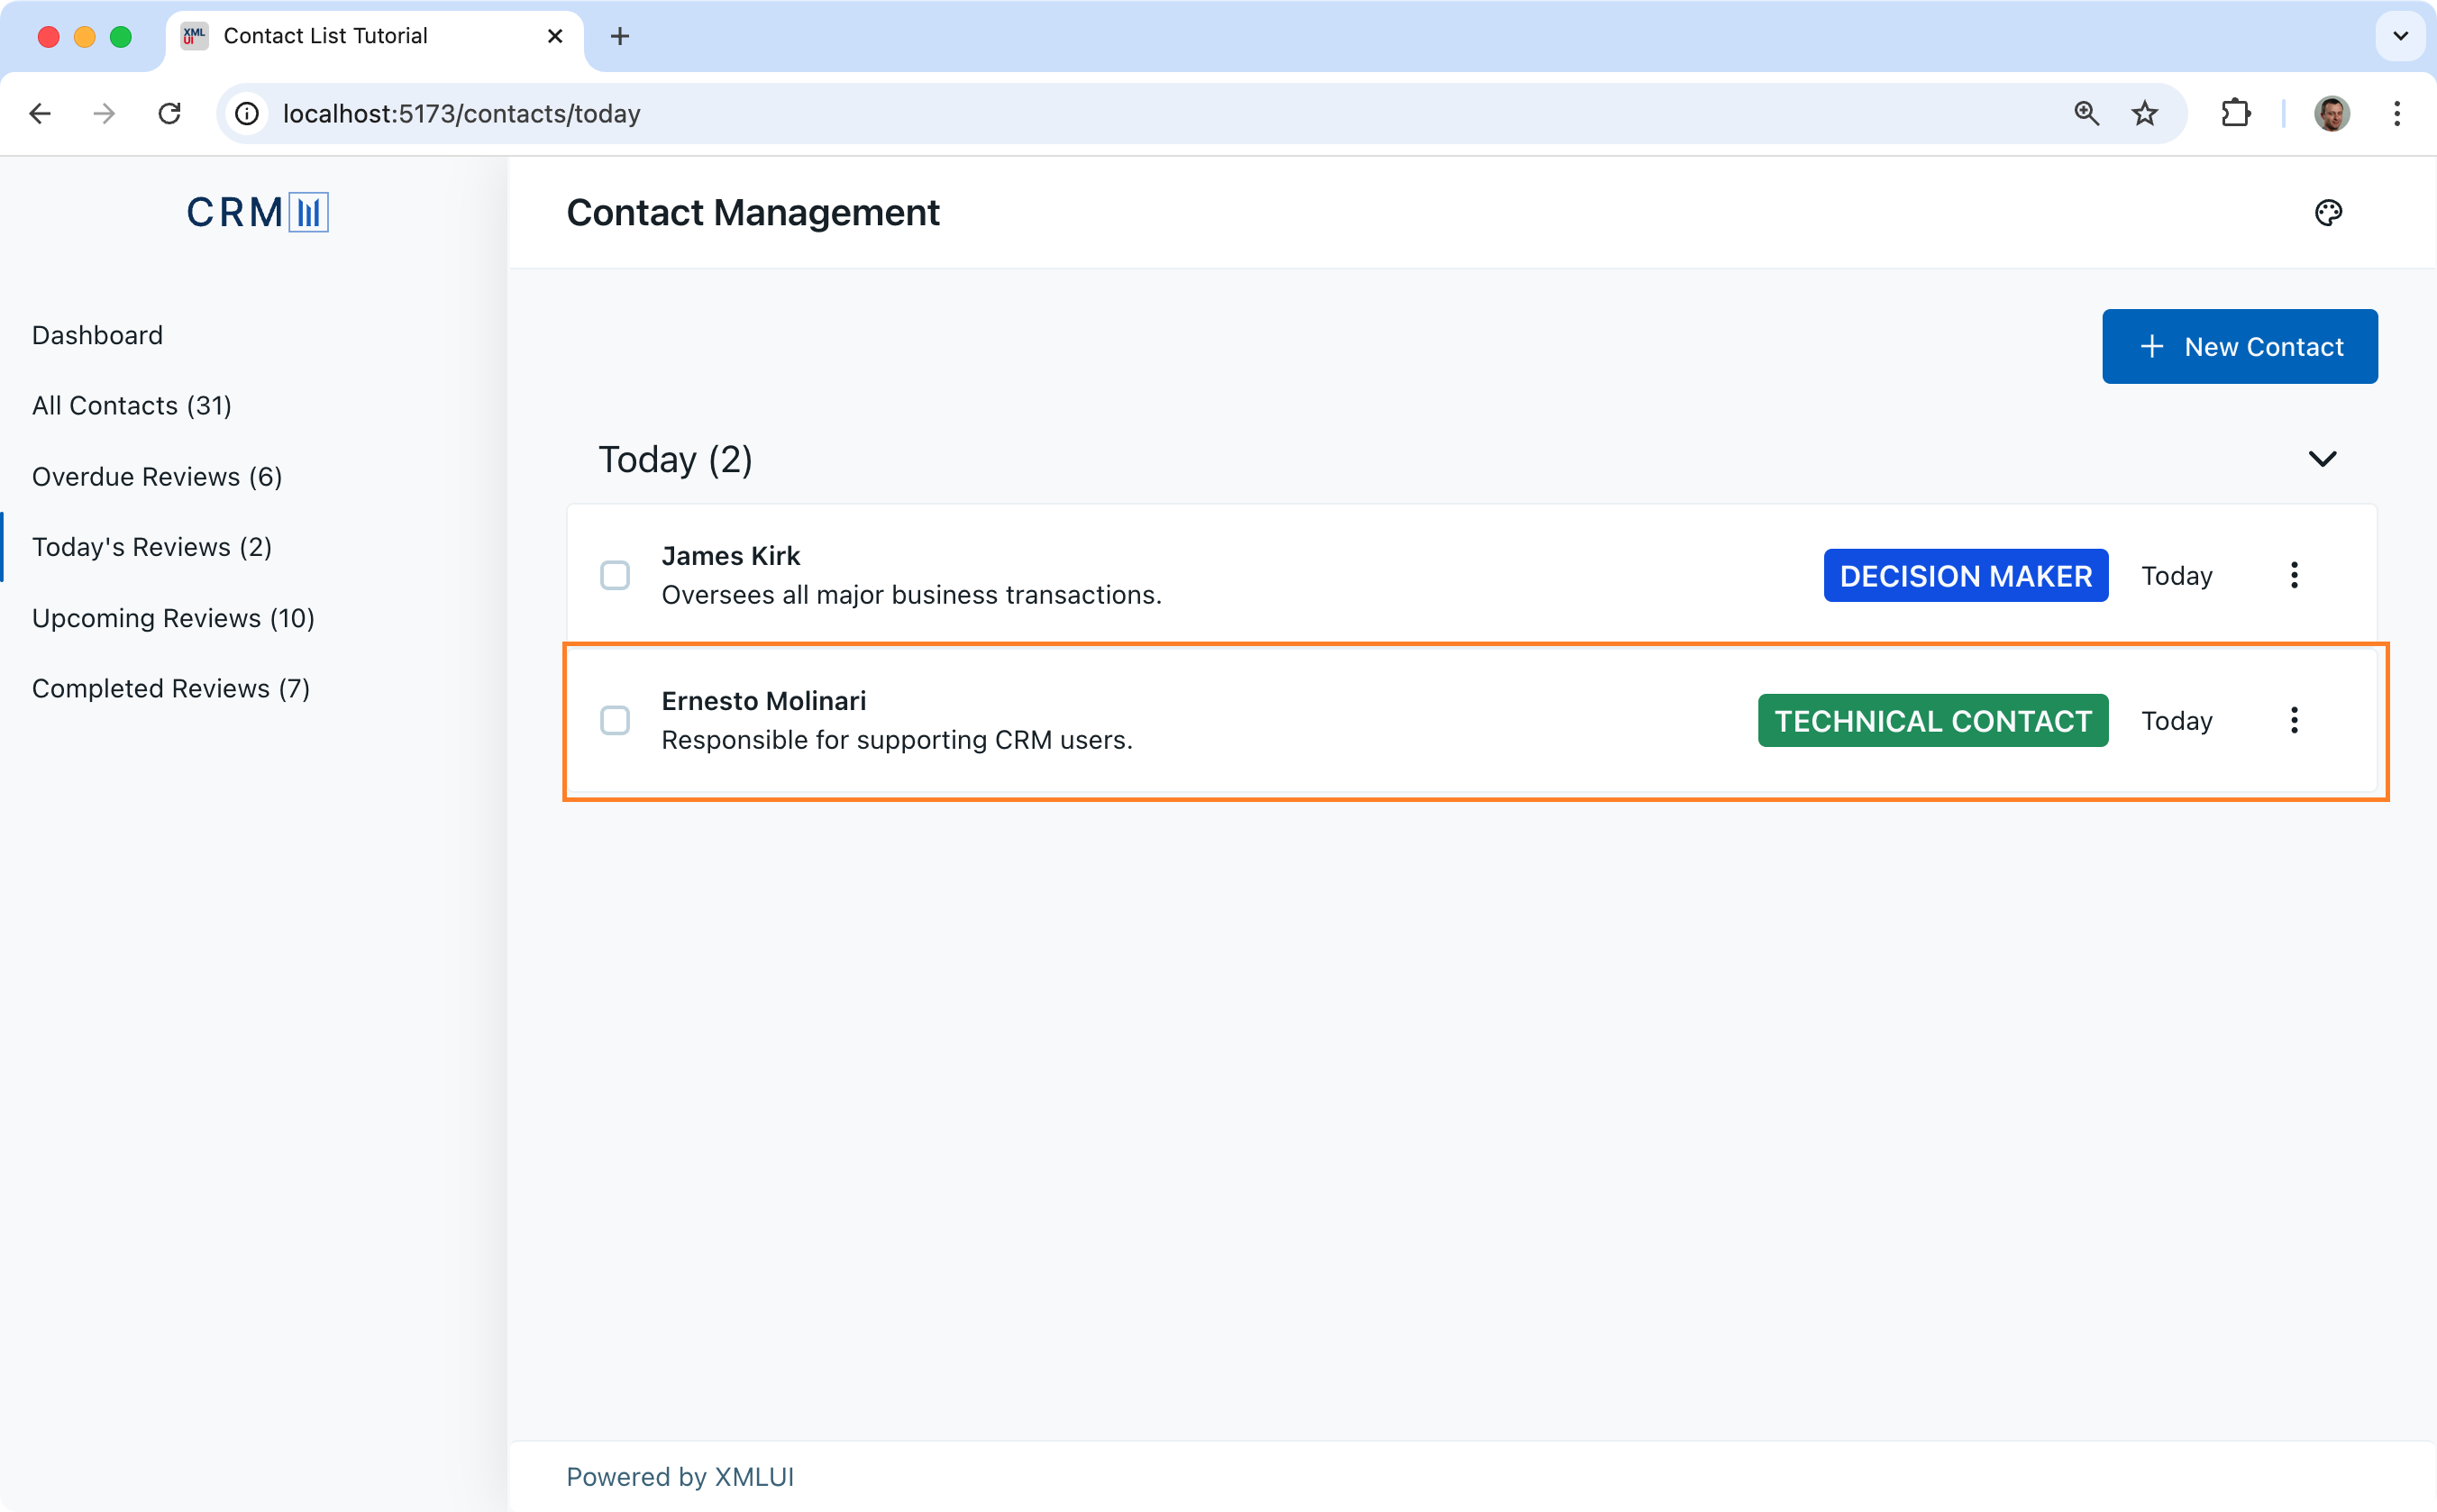 XML
UI
Contact List Tutorial
localhost:5173/contacts/today
CRM
Contact Management
Dashboard
All Contacts (31)
Overdue Reviews (6)
Today's Reviews (2)
Upcoming Reviews (10)
Completed Reviews (7)
New Contact
Today (2)
James Kirk
Oversees all major business transactions.
DECISION MAKER
Today
Ernesto Molinari
Responsible for supporting CRM users.
TECHNICAL CONTACT
Today
Powered by XMLUI